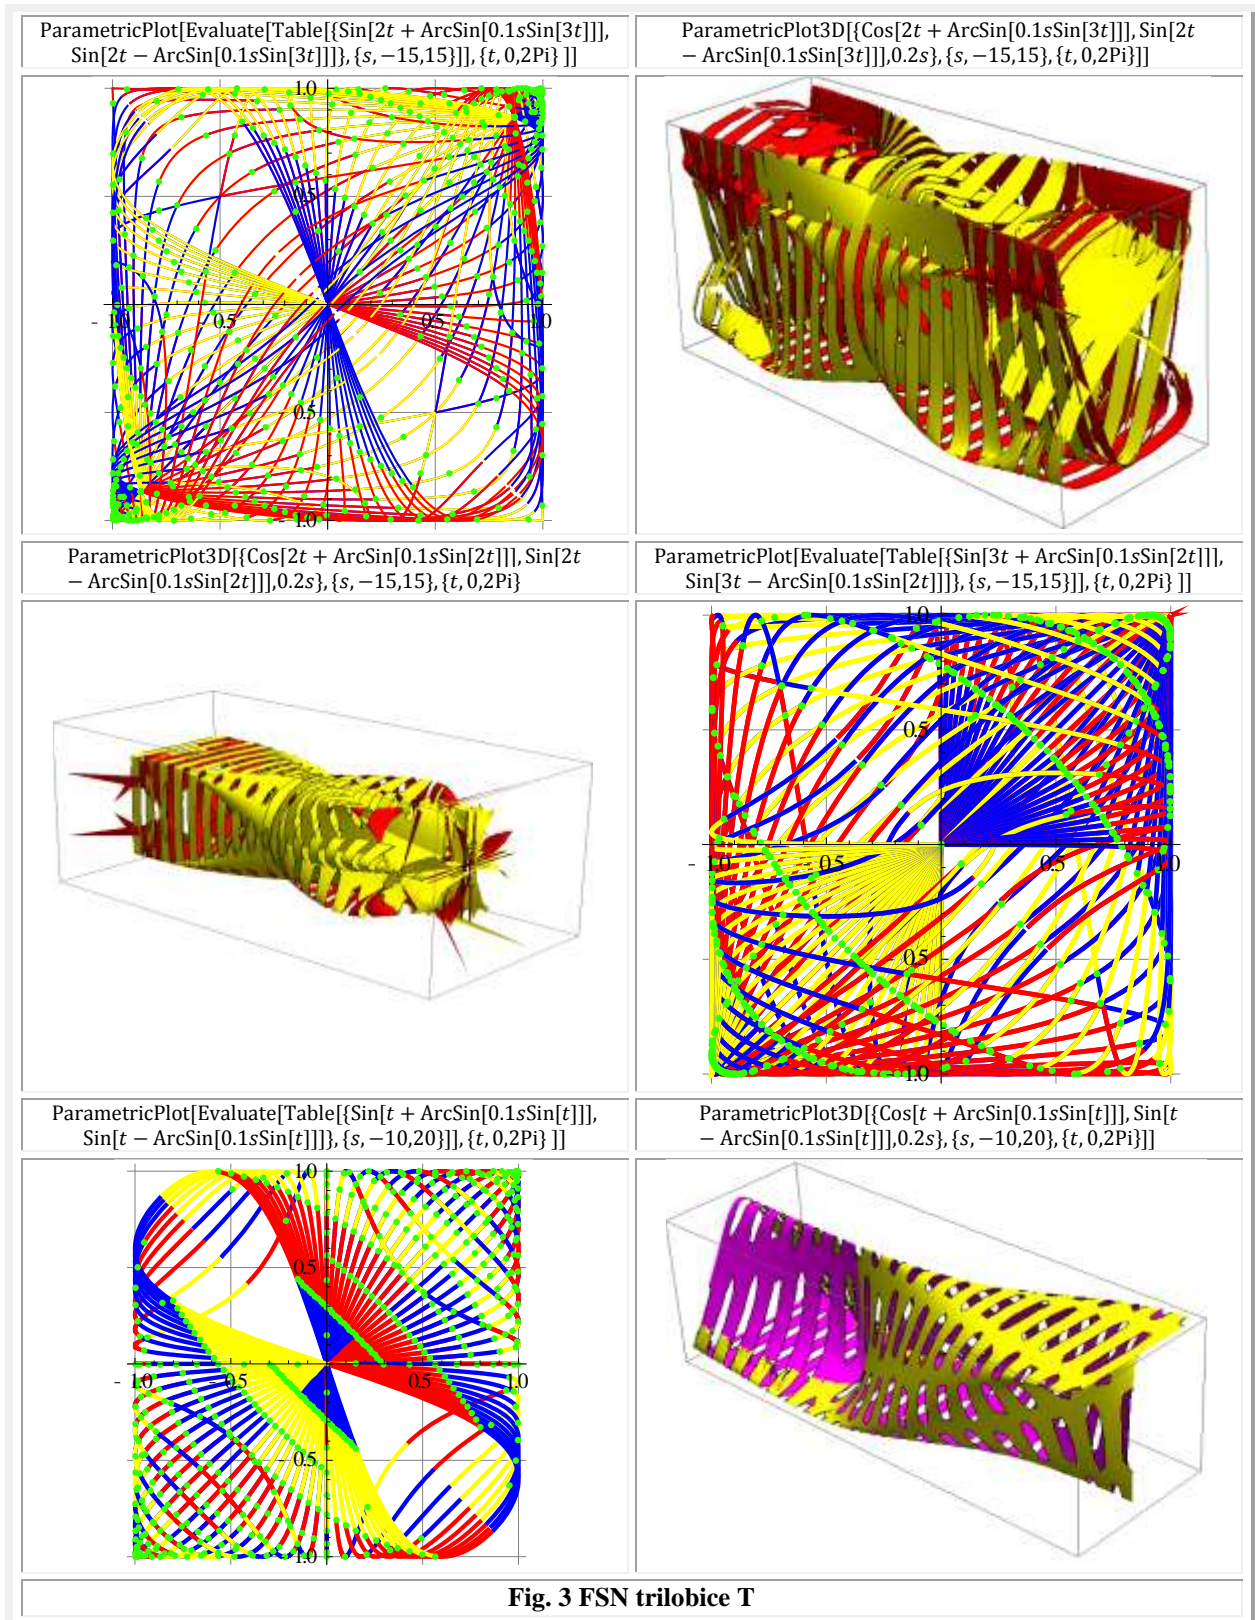 ParametricPlot[Evaluate[Table[{Sin[2t + ArcSin[0.1sSin[3t]]],
Sin[2t − ArcSin[0.1sSin[3t]]]}, {s, −15,15}]], {t, 0,2Pi} ]]
ParametricPlot3D[{Cos[2t + ArcSin[0.1sSin[3t]]], Sin[2t
− ArcSin[0.1sSin[3t]]],0.2s}, {s, −15,15}, {t, 0,2Pi}]]
1.0
0.5
- 1.0
0.5
0.5
1.0
0.5
1.0
ParametricPlot3D[{Cos[2t + ArcSin[0.1sSin[2t]]], Sin[2t
− ArcSin[0.1sSin[2t]]],0.2s}, {s, −15,15}, {t, 0,2Pi}
ParametricPlot[Evaluate[Table[{Sin[3t + ArcSin[0.1sSin[2t]]],
Sin[3t − ArcSin[0.1sSin[2t]]]}, {s, −15,15}]], {t, 0,2Pi} ]]
1.0
0.5
- 1.0
0.5
0.5
1.0
0.5
1.0
ParametricPlot[Evaluate[Table[{Sin[t + ArcSin[0.1sSin[t]]],
Sin[t − ArcSin[0.1sSin[t]]]}, {s, −10,20}]], {t, 0,2Pi} ]]
ParametricPlot3D[{Cos[t + ArcSin[0.1sSin[t]]], Sin[t
− ArcSin[0.1sSin[t]]],0.2s}, {s, −10,20}, {t, 0,2Pi}]]
1.0
0.5
- 1.0
- 0.5
0.5
1.0
0.5
1.0
Fig. 3 FSN trilobice T